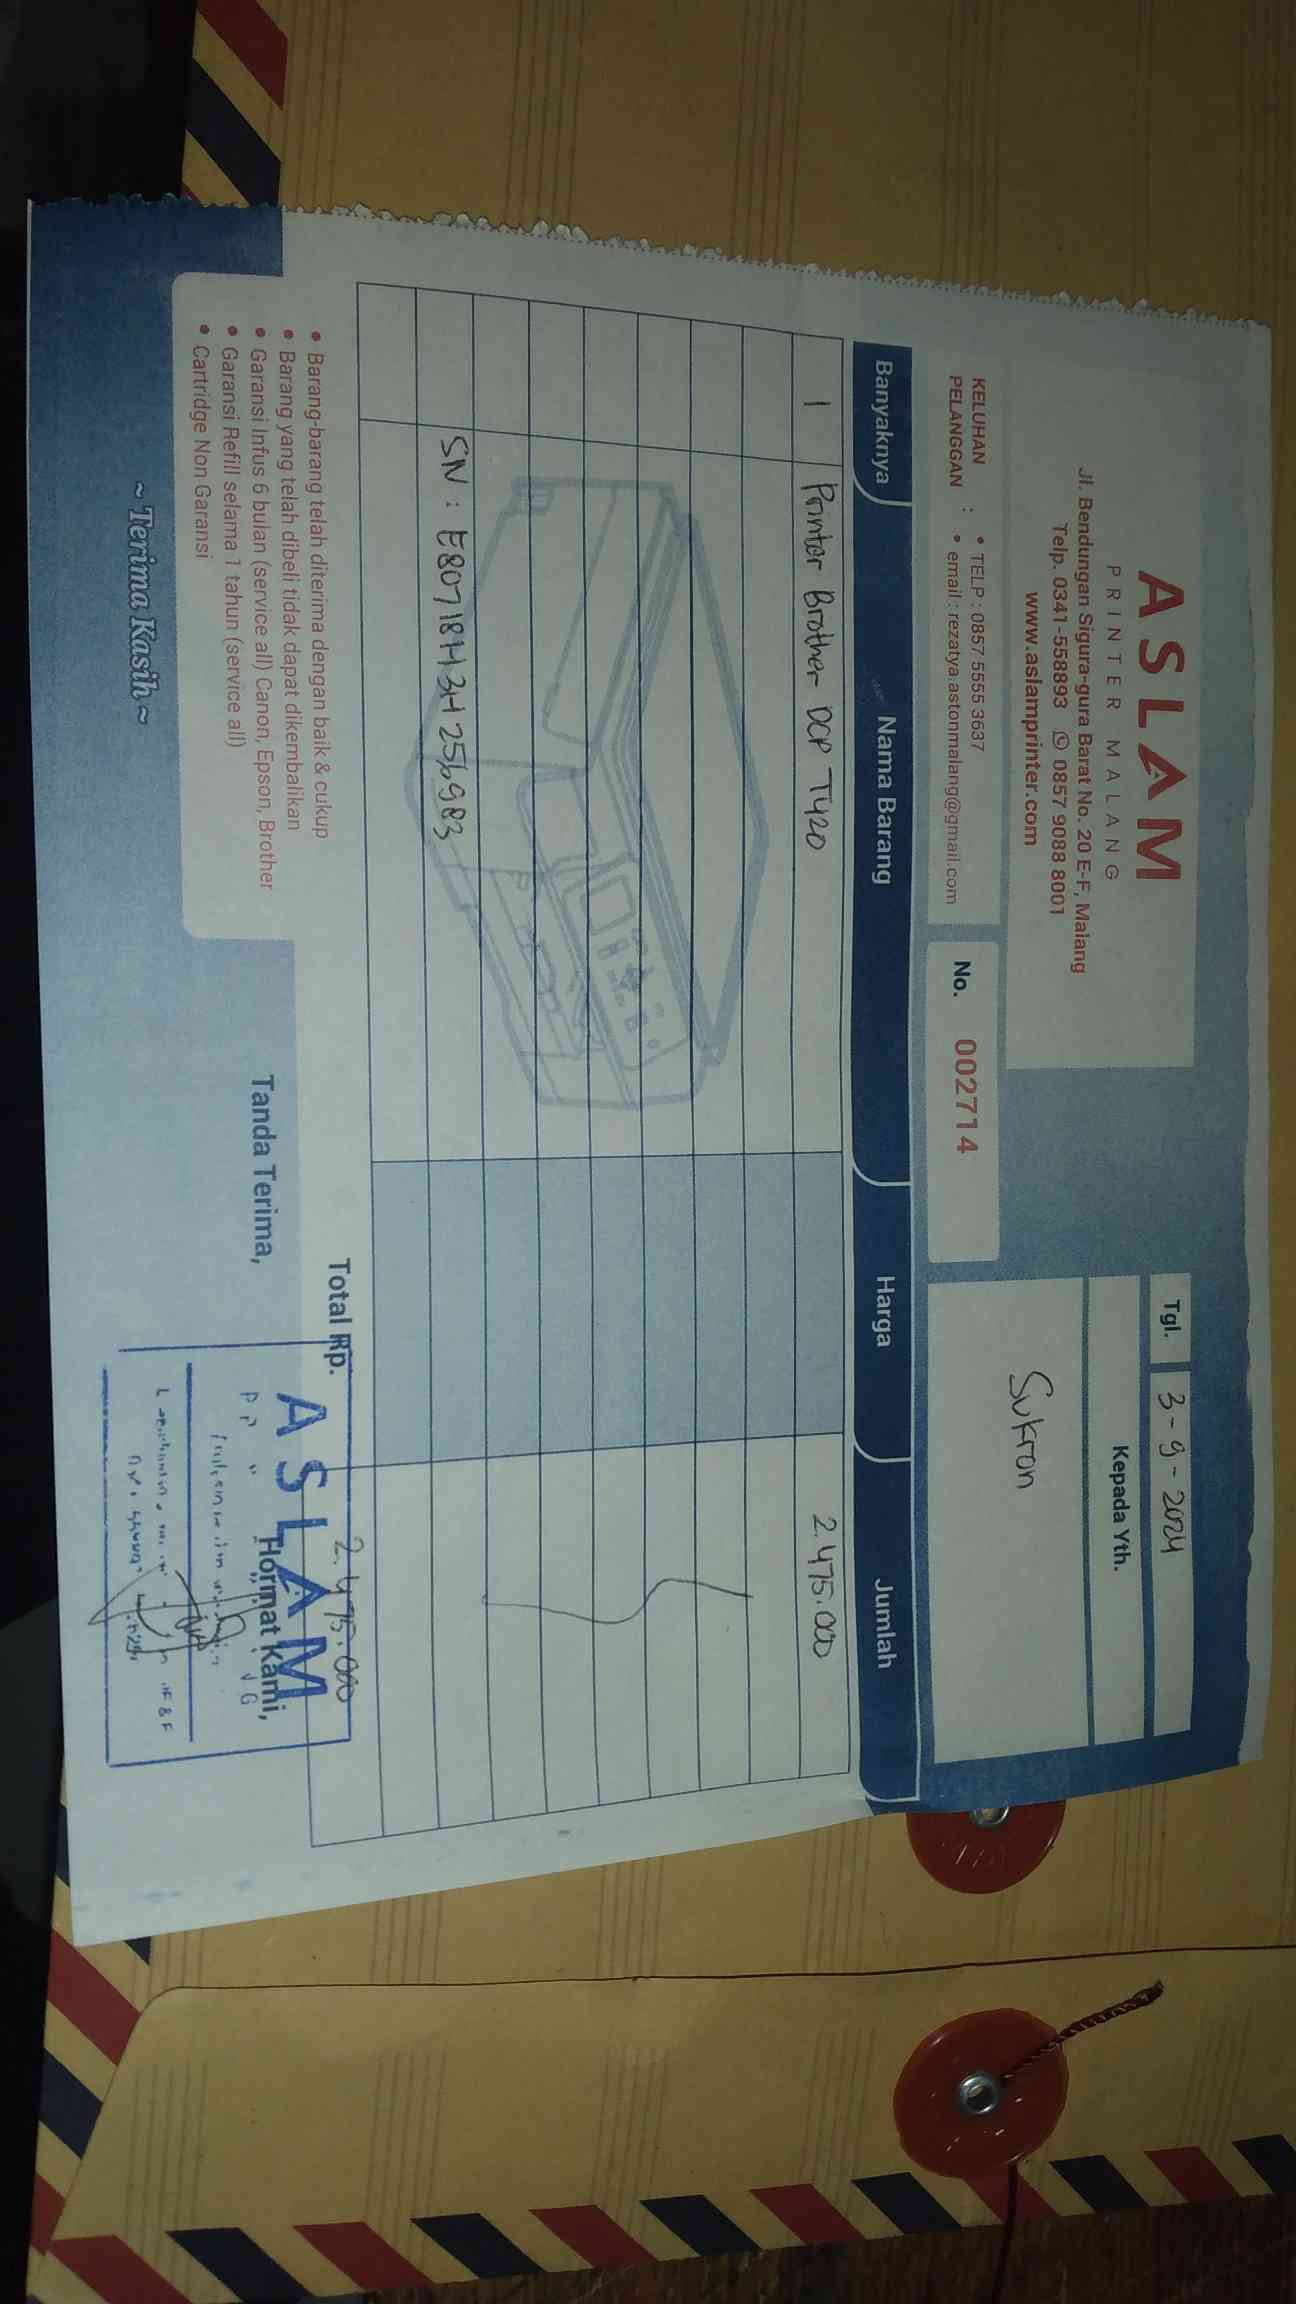 ASLAM
PRINTER MALANG
Jl. Bendungan Sigura-gura Barat No. 20 E-F, Malang
Telp. 0341-558893 0857 9088 8001
www.aslamprinter.com
Tgl. 3-9-2024
Kepada Yth.
Sukron
KELUHAN PELANGGAN :
• TELP : 0857 5555 3637
• email : rezatya.astonmalang@gmail.com
No. 002714
Banyaknya Nama Barang Harga Jumlah
1 Printer Brother DCP T420 2.475.000
SN : E80718H3H256983
Total Rp. 2.475.000
• Barang-barang telah diterima dengan baik & cukup
• Barang yang telah dibeli tidak dapat dikembalikan
• Garansi Infus 6 bulan (service all) Canon, Epson, Brother
• Garansi Refill selama 1 tahun (service all)
• Cartridge Non Garansi
Tanda Terima,
Hormat Kami,
ASLAM
~ Terima Kasih ~